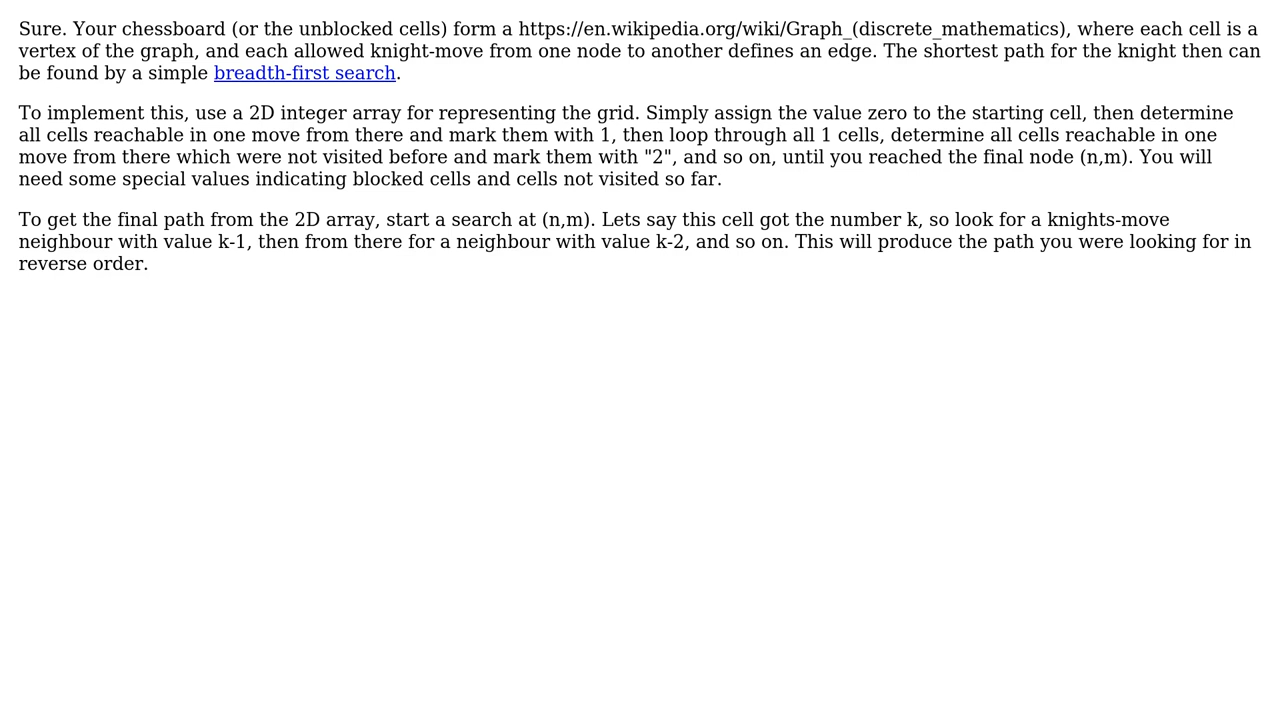 Sure. Your chessboard (or the unblocked cells) form a https://en.wikipedia.org/wiki/Graph_(discrete_mathematics), where each cell is a
vertex of the graph, and each allowed knight-move from one node to another defines an edge. The shortest path for the knight then can
be found by a simple breadth-first search.
To implement this, use a 2D integer array for representing the grid. Simply assign the value zero to the starting cell, then determine
all cells reachable in one move from there and mark them with 1, then loop through all 1 cells, determine all cells reachable in one
move from there which were not visited before and mark them with "2", and so on, until you reached the final node (n,m). You will
need some special values indicating blocked cells and cells not visited so far.
To get the final path from the 2D array, start a search at (n,m). Lets say this cell got the number k, so look for a knights-move
neighbour with value k-1, then from there for a neighbour with value k-2, and so on. This will produce the path you were looking for in
reverse order.